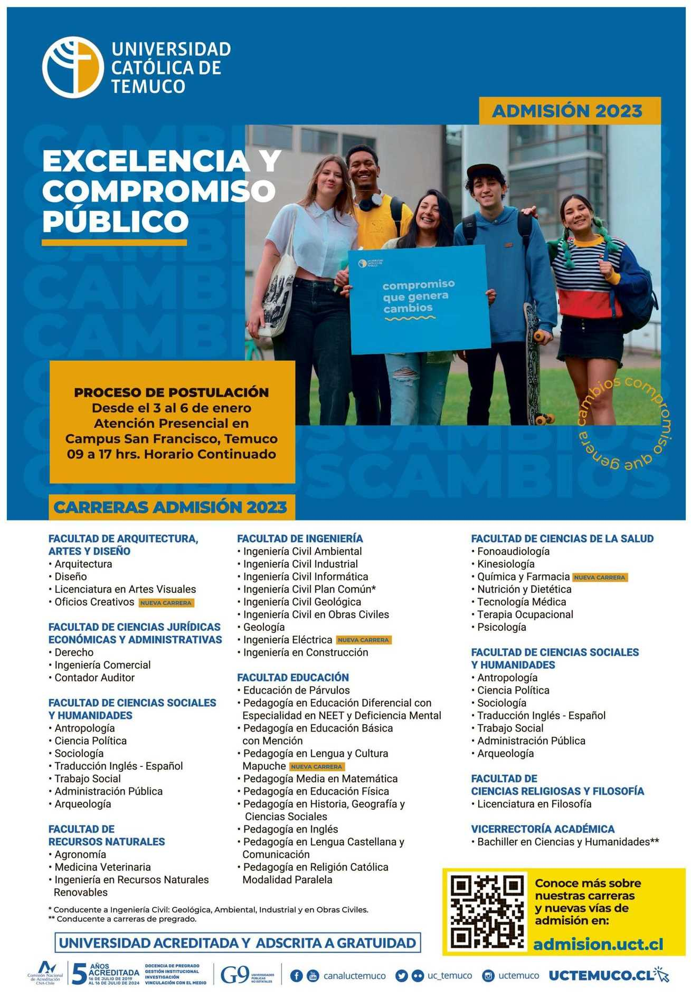 UNIVERSIDAD
CATÓLICA DE
TEMUCO
ADMISIÓN 2023
EXCELENCIA Y
COMPROMISO
PÚBLICO
UNIVERSIDAD
CATÓLICA DE
TEMUCO
compromiso
que genera
cambios
cambios compromiso que genera
PROCESO DE POSTULACIÓN
Desde el 3 al 6 de enero
Atención Presencial en
Campus San Francisco, Temuco
09 a 17 hrs. Horario Continuado
CARRERAS ADMISIÓN 2023
FACULTAD DE ARQUITECTURA,
ARTES Y DISEÑO
• Arquitectura
• Diseño
• Licenciatura en Artes Visuales
• Oficios Creativos NUEVA CARRERA
FACULTAD DE CIENCIAS JURÍDICAS
ECONÓMICAS Y ADMINISTRATIVAS
• Derecho
• Ingeniería Comercial
• Contador Auditor
FACULTAD DE CIENCIAS SOCIALES
Y HUMANIDADES
• Antropología
• Ciencia Política
• Sociología
• Traducción Inglés - Español
• Trabajo Social
• Administración Pública
• Arqueología
FACULTAD DE
RECURSOS NATURALES
• Agronomía
• Medicina Veterinaria
• Ingeniería en Recursos Naturales
Renovables
FACULTAD DE INGENIERÍA
• Ingeniería Civil Ambiental
• Ingeniería Civil Industrial
• Ingeniería Civil Informática
• Ingeniería Civil Plan Común*
• Ingeniería Civil Geológica
• Ingeniería Civil en Obras Civiles
• Geología
• Ingeniería Eléctrica NUEVA CARRERA
• Ingeniería en Construcción
FACULTAD EDUCACIÓN
• Educación de Párvulos
• Pedagogía en Educación Diferencial con
Especialidad en NEET y Deficiencia Mental
• Pedagogía en Educación Básica
con Mención
• Pedagogía en Lengua y Cultura
Mapuche NUEVA CARRERA
• Pedagogía Media en Matemática
• Pedagogía en Educación Física
• Pedagogía en Historia, Geografía y
Ciencias Sociales
• Pedagogía en Inglés
• Pedagogía en Lengua Castellana y
Comunicación
• Pedagogía en Religión Católica
Modalidad Paralela
FACULTAD DE CIENCIAS DE LA SALUD
• Fonoaudiología
• Kinesiología
• Química y Farmacia NUEVA CARRERA
• Nutrición y Dietética
• Tecnología Médica
• Terapia Ocupacional
• Psicología
FACULTAD DE CIENCIAS SOCIALES
Y HUMANIDADES
• Antropología
• Ciencia Política
• Sociología
• Traducción Inglés - Español
• Trabajo Social
• Administración Pública
• Arqueología
FACULTAD DE
CIENCIAS RELIGIOSAS Y FILOSOFÍA
• Licenciatura en Filosofía
VICERRECTORÍA ACADÉMICA
• Bachiller en Ciencias y Humanidades**
* Conducente a Ingeniería Civil: Geológica, Ambiental, Industrial y en Obras Civiles.
** Conducente a carreras de pregrado.
UNIVERSIDAD ACREDITADA Y ADSCRITA A GRATUIDAD
Conoce más sobre
nuestras carreras
y nuevas vías de
admisión en:
admision.uct.cl
Comisión Nacional
de Acreditación
CNA-Chile
5 AÑOS
ACREDITADA
16 DE JULIO DE 2019
AL 16 DE JULIO DE 2024
DOCENCIA DE PREGRADO
GESTIÓN INSTITUCIONAL
INVESTIGACIÓN
VINCULACIÓN CON EL MEDIO
G9 UNIVERSIDADES
PÚBLICAS
NO ESTATALES
canaluctemuco
uc_temuco
uctemuco
UCTEMUCO.CL